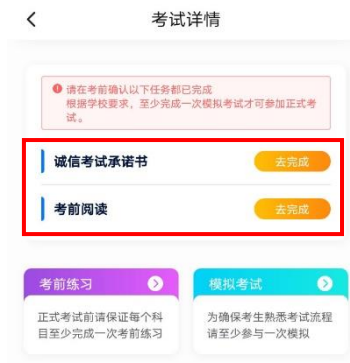 考试详情
请在考前确认以下任务都已完成
根据学校要求，至少完成一次模拟考试才可参加正式考
试。
诚信考试承诺书 去完成
考前阅读 去完成
考前练习 模拟考试
正式考试前请保证每个科 为确保考生熟悉考试流程
目至少完成一次考前练习 请至少参与一次模拟